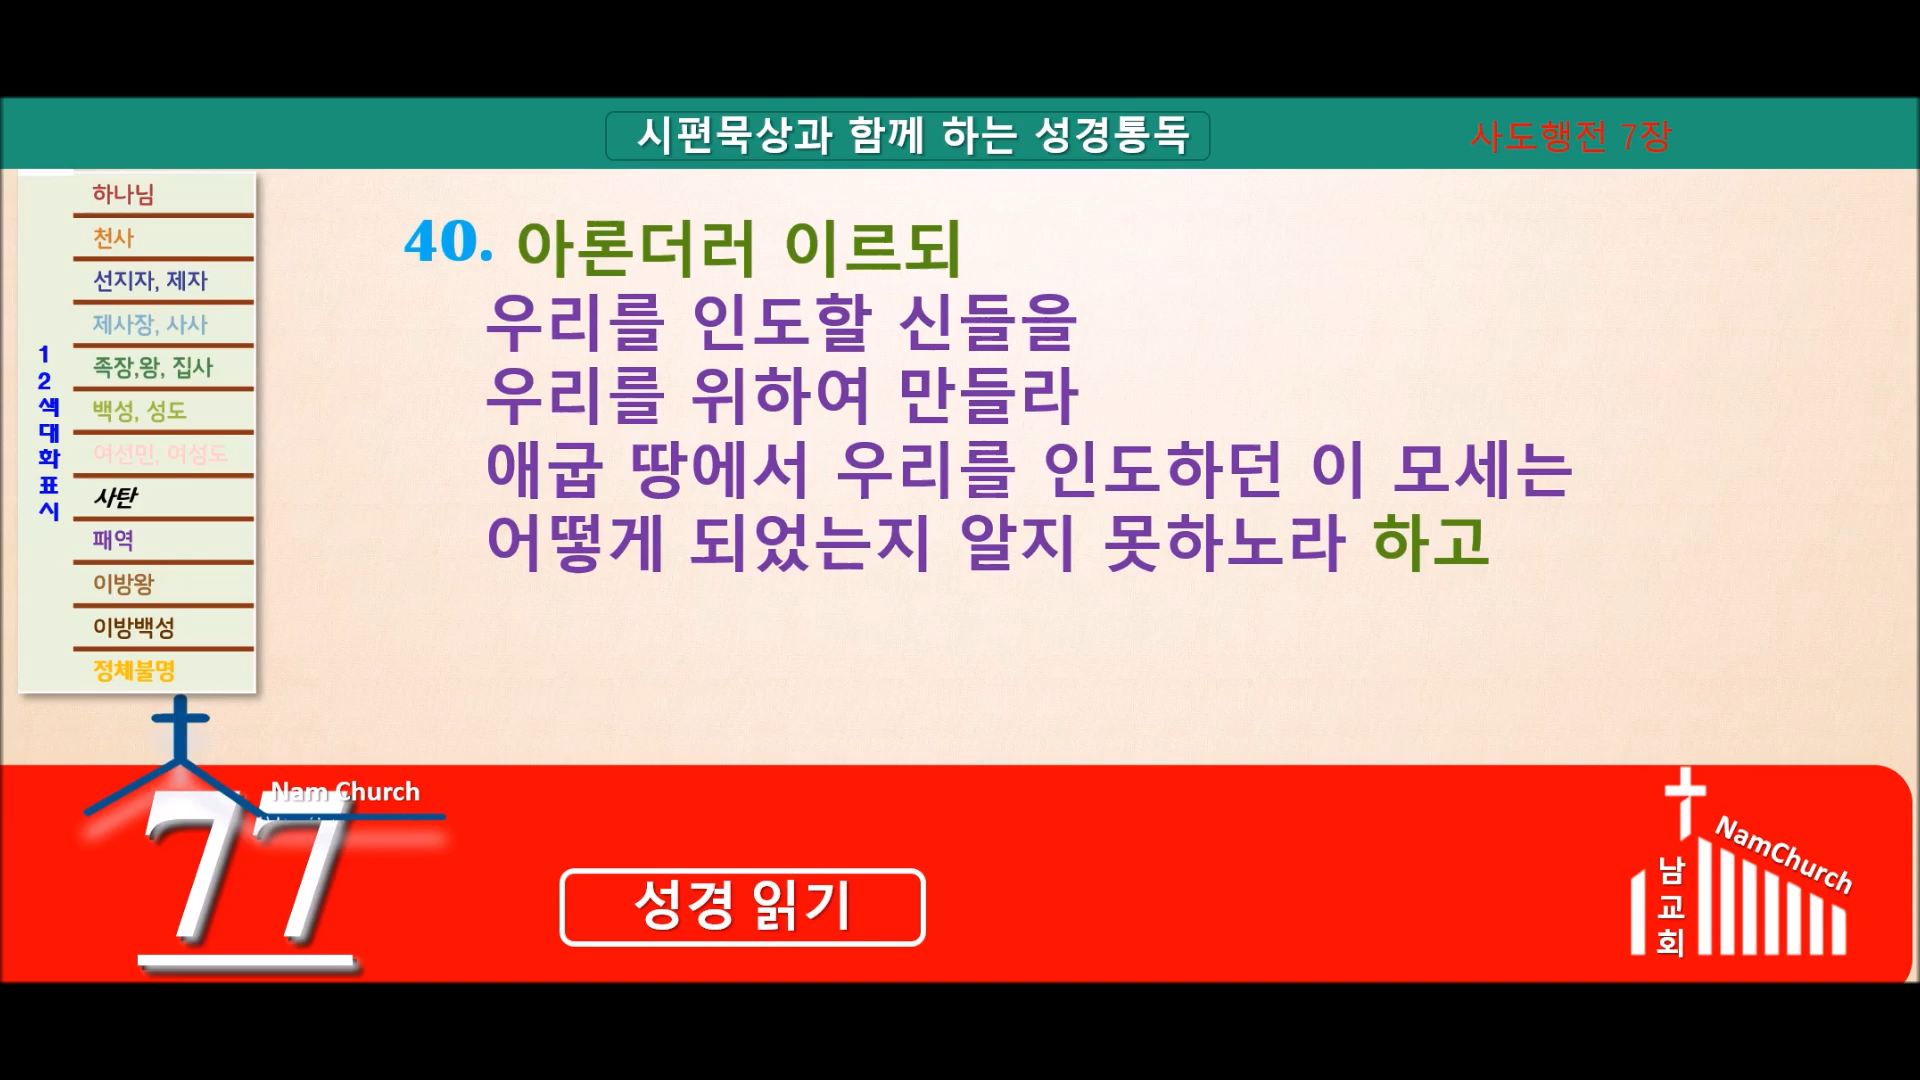 시편묵상과 함께 하는 성경통독
사도행전 7장
하나님
천사
선지자, 제자
제사장, 사사
족장,왕, 집사
백성, 성도
여선민, 여성도
사탄
패역
이방왕
이방백성
정체불명
12색대화표시
40. 아론더러 이르되
우리를 인도할 신들을
우리를 위하여 만들라
애굽 땅에서 우리를 인도하던 이 모세는
어떻게 되었는지 알지 못하노라 하고
Nam Church
77
성경 읽기
NamChurch
남교회